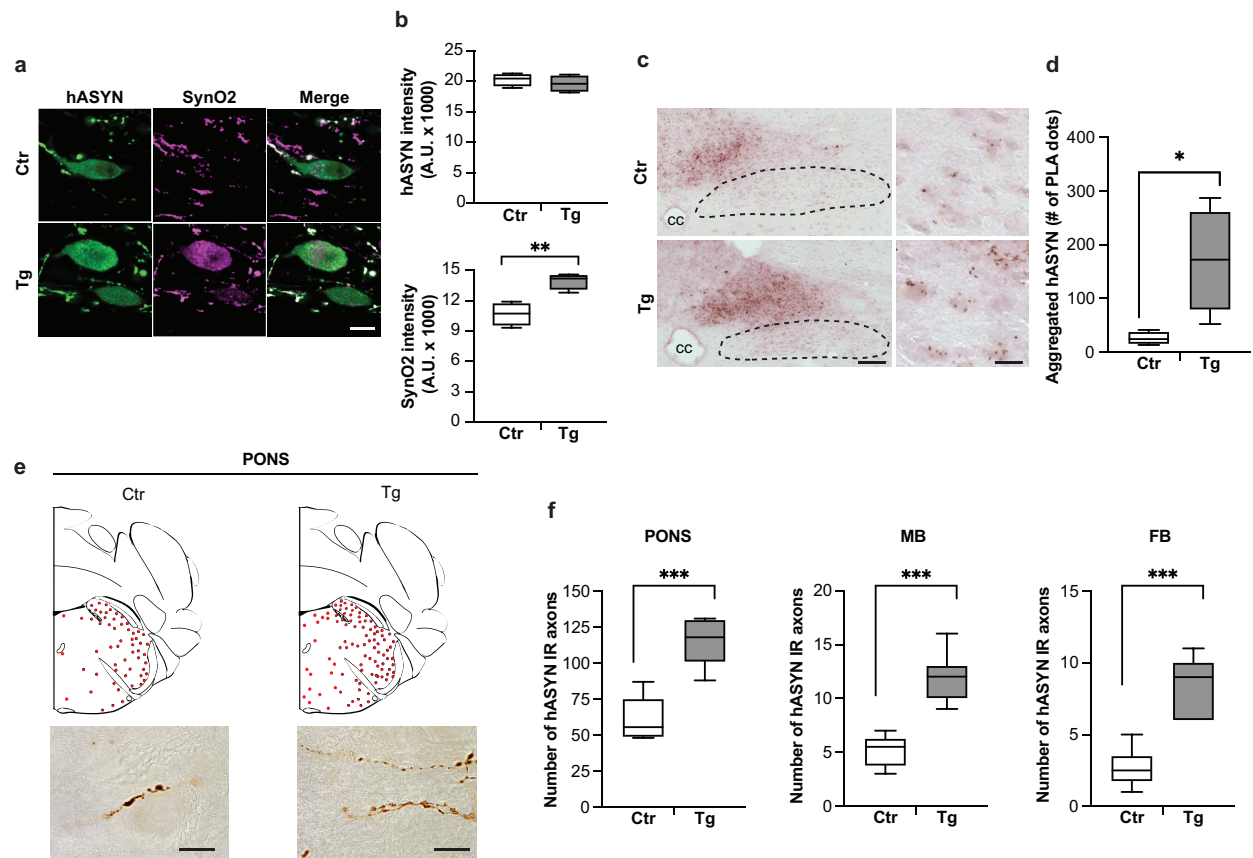 a
hASYN SynO2 Merge
Ctr
Tg
b
hASYN intensity
(A.U. x 1000)
25
20
15
10
5
0
Ctr Tg
SynO2 intensity
(A.U. x 1000)
15
12
9
6
3
0
**
Ctr Tg
c
Ctr
cc
Tg
cc
d
Aggregated hASYN (# of PLA dots)
400
300
200
100
0
*
Ctr Tg
e
PONS
Ctr Tg
f
PONS
Number of hASYN IR axons
150
125
100
75
50
25
0
***
Ctr Tg
MB
Number of hASYN IR axons
20
15
10
5
0
***
Ctr Tg
FB
Number of hASYN IR axons
15
10
5
0
***
Ctr Tg